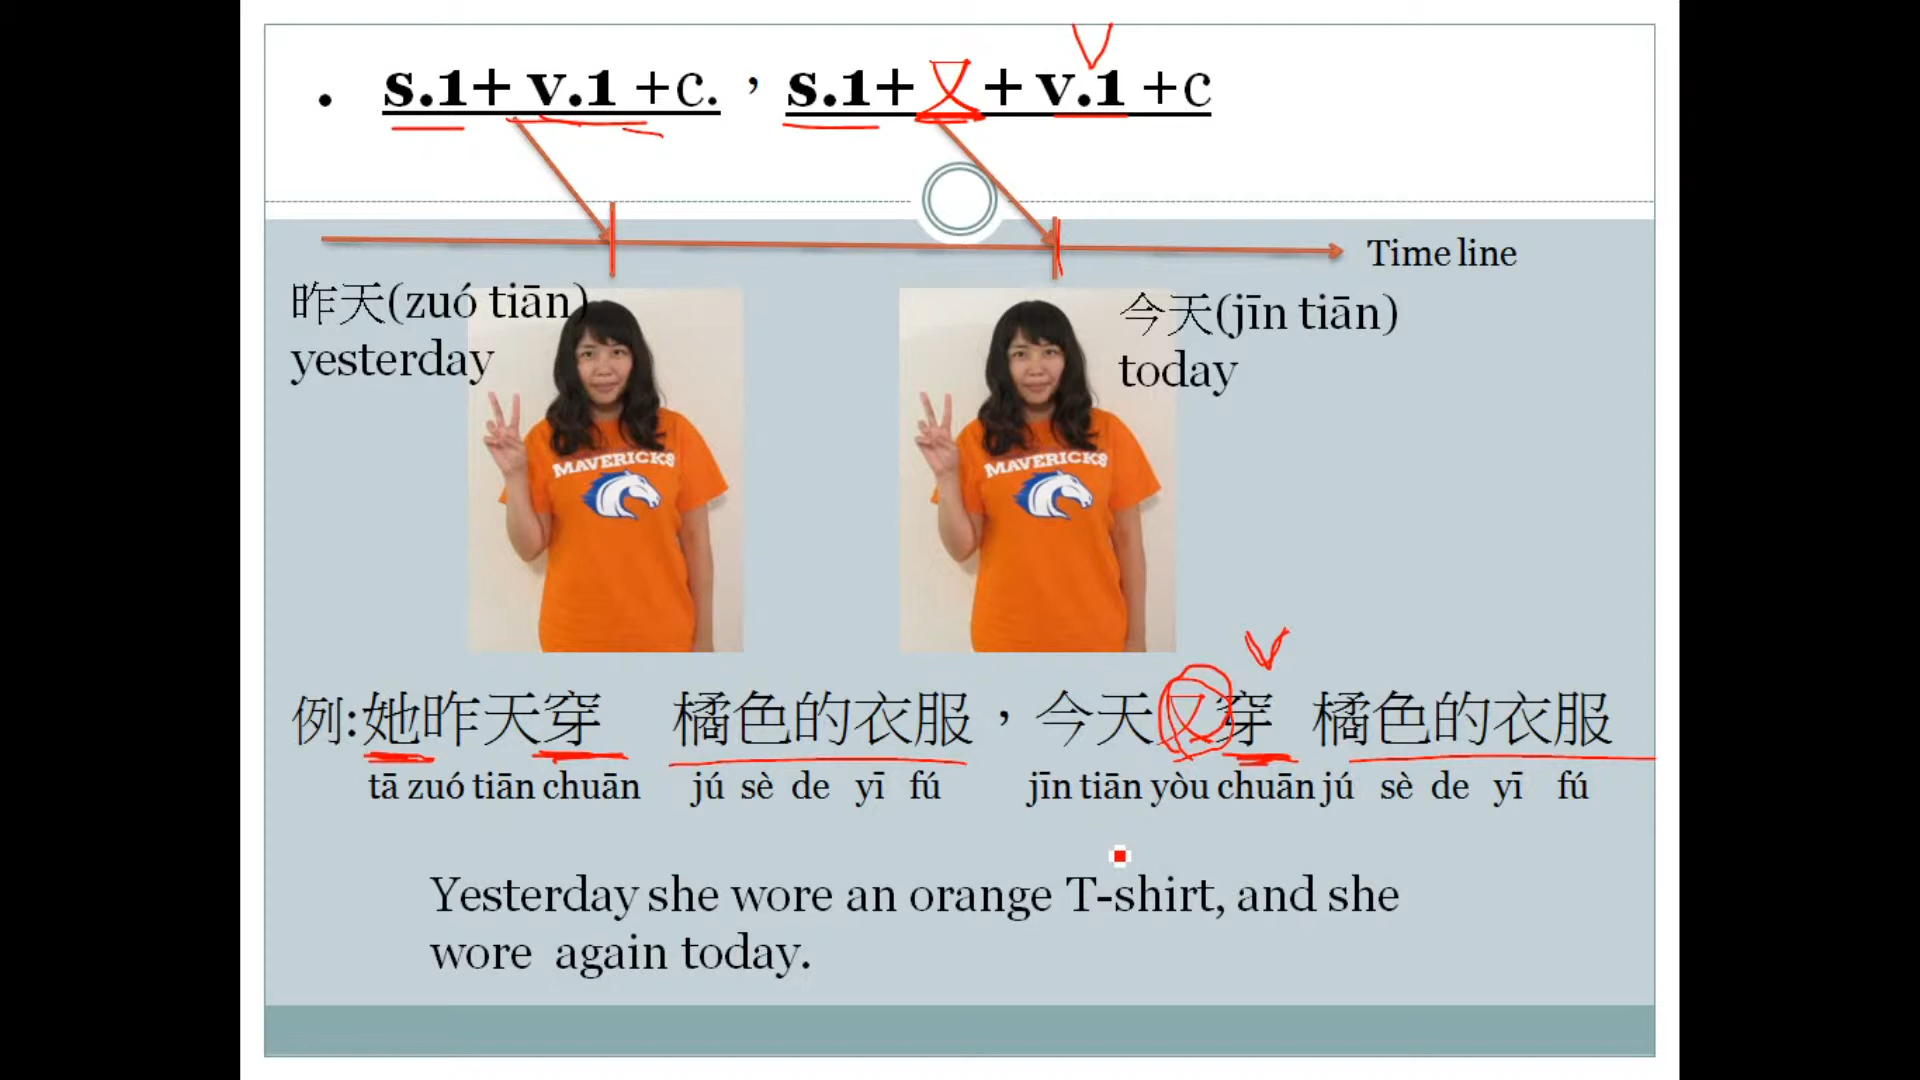 • s.1+ v.1 +c. ，s.1+又+ v.1 +c
V
Time line
昨天(zuó tiān)
yesterday
今天(jīn tiān)
today
MAVERICKS
MAVERICKS
V
例:她昨天穿 橘色的衣服，今天又穿 橘色的衣服
tā zuó tiān chuān jú sè de yī fú jīn tiān yòu chuān jú sè de yī fú
Yesterday she wore an orange T-shirt, and she
wore again today.